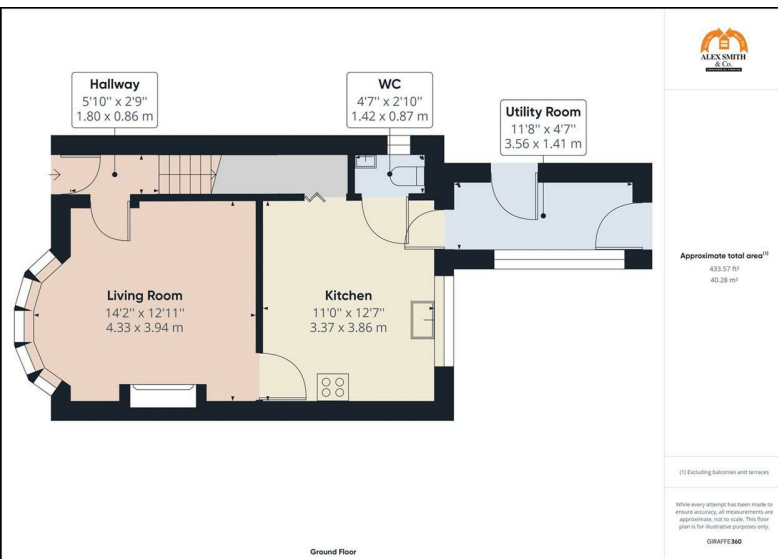 Hallway
5'10" x 2'9"
1.80 x 0.86 m
WC
4'7" x 2'10"
1.42 x 0.87 m
Utility Room
11'8" x 4'7"
3.56 x 1.41 m
Living Room
14'2" x 12'11"
4.33 x 3.94 m
Kitchen
11'0" x 12'7"
3.37 x 3.86 m
Ground Floor
ALEX SMITH
& Co.
Approximate total area(1)
433.57 ft²
40.28 m²
(1) Excluding balconies and terraces
While every attempt has been made to
ensure accuracy, all measurements are
approximate, not to scale. This floor
plan is for illustrative purposes only.
GIRAFFE360